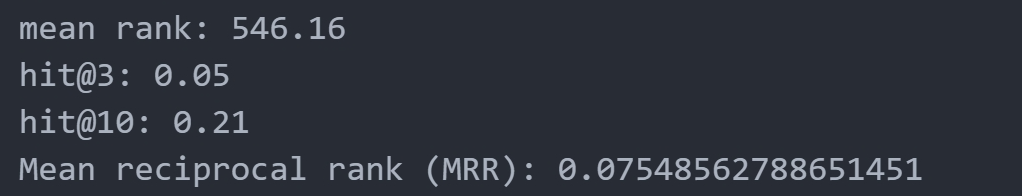 mean rank: 546.16
hit@3: 0.05
hit@10: 0.21
Mean reciprocal rank (MRR): 0.07548562788651451